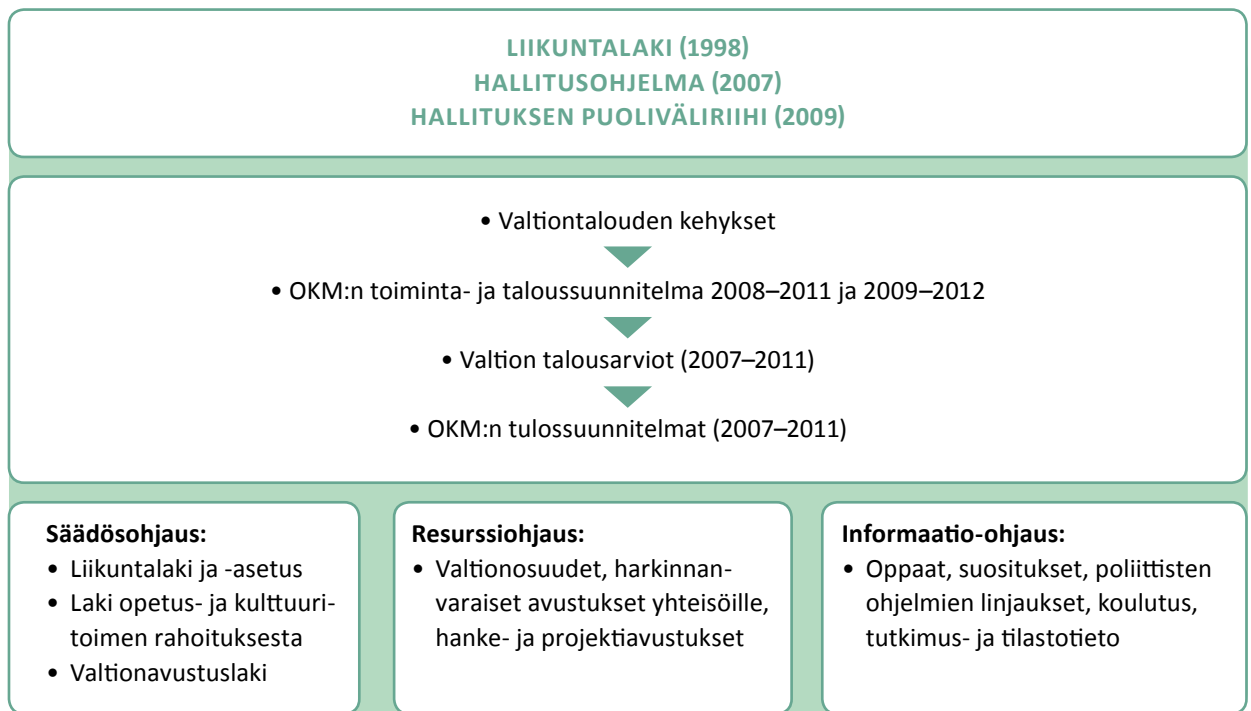 LIIKUNTALAKI (1998)
HALLITUSOHJELMA (2007)
HALLITUKSEN PUOLIVÄLIRIIHI (2009)
• Valtiontalouden kehykset
• OKM:n toiminta- ja taloussuunnitelma 2008–2011 ja 2009–2012
• Valtion talousarviot (2007–2011)
• OKM:n tulossuunnitelmat (2007–2011)
Säädösohjaus:
• Liikuntalaki ja -asetus
• Laki opetus- ja kulttuuri-
toimen rahoituksesta
• Valtionavustuslaki
Resurssiohjaus:
• Valtionosuudet, harkinnan-
varaiset avustukset yhteisöille,
hanke- ja projektiavustukset
Informaatio-ohjaus:
• Oppaat, suositukset, poliittisten
ohjelmien linjaukset, koulutus,
tutkimus- ja tilastotieto